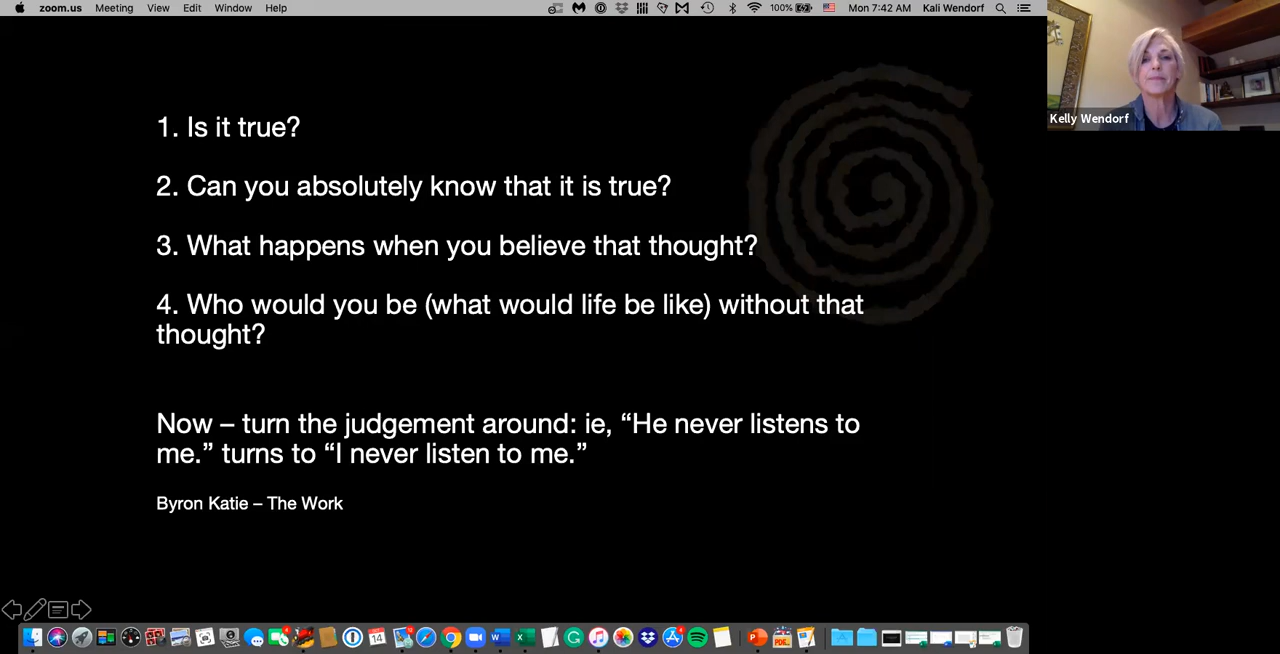 zoom.us Meeting View Edit Window Help 100% Mon 7:42 AM Kali Wendorf
Kelly Wendorf
1. Is it true?
2. Can you absolutely know that it is true?
3. What happens when you believe that thought?
4. Who would you be (what would life be like) without that
thought?
Now – turn the judgement around: ie, “He never listens to
me.” turns to “I never listen to me.”
Byron Katie – The Work
14